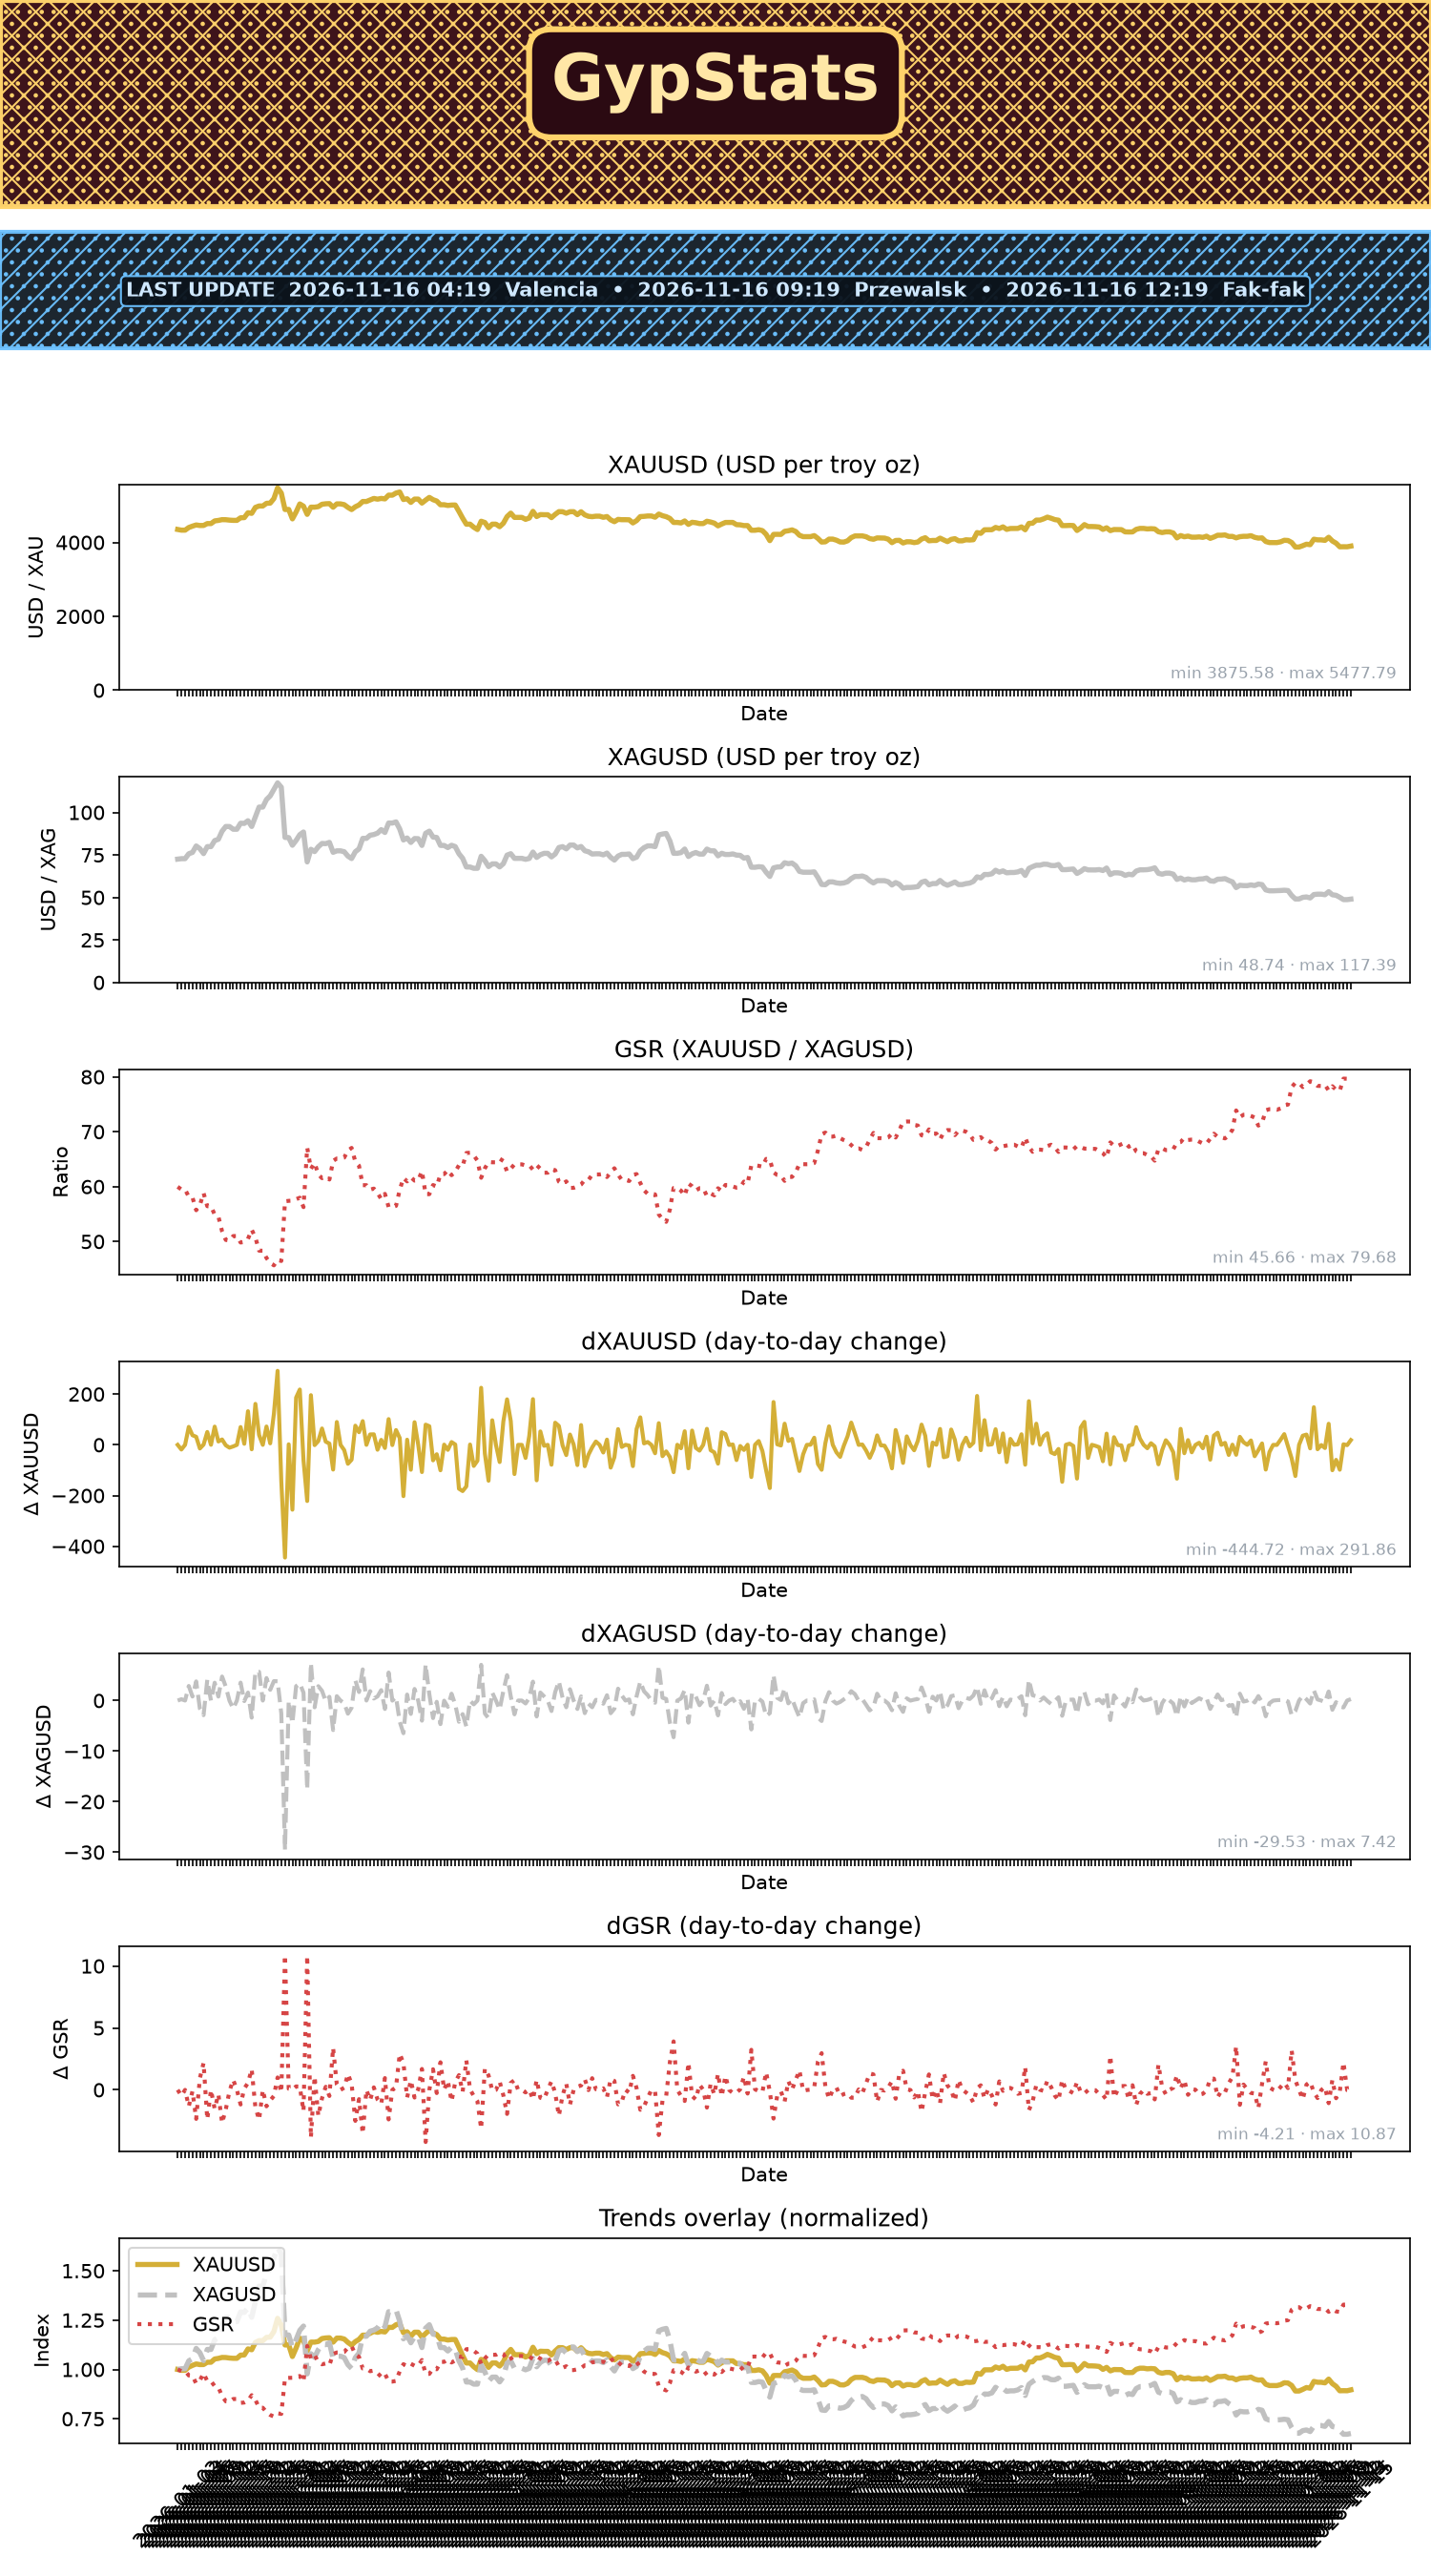 GypStats
LAST UPDATE 2026-11-16 04:19 Valencia • 2026-11-16 09:19 Przewalsk • 2026-11-16 12:19 Fak-fak
XAUUSD (USD per troy oz)
USD / XAU
4000
2000
0
min 3875.58 · max 5477.79
Date
XAGUSD (USD per troy oz)
USD / XAG
100
75
50
25
0
min 48.74 · max 117.39
Date
GSR (XAUUSD / XAGUSD)
Ratio
80
70
60
50
min 45.66 · max 79.68
Date
dXAUUSD (day-to-day change)
Δ XAUUSD
200
0
−200
−400
min -444.72 · max 291.86
Date
dXAGUSD (day-to-day change)
Δ XAGUSD
0
−10
−20
−30
min -29.53 · max 7.42
Date
dGSR (day-to-day change)
Δ GSR
10
5
0
min -4.21 · max 10.87
Date
Trends overlay (normalized)
Index
1.50
1.25
1.00
0.75
XAUUSD
XAGUSD
GSR